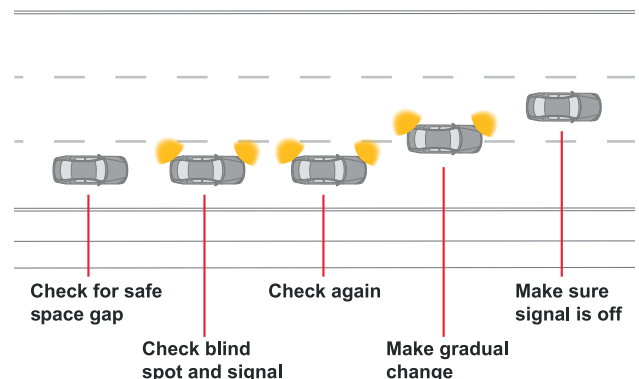 Check for safe
space gap
Check blind
spot and signal
Check again
Make gradual
change
Make sure
signal is off